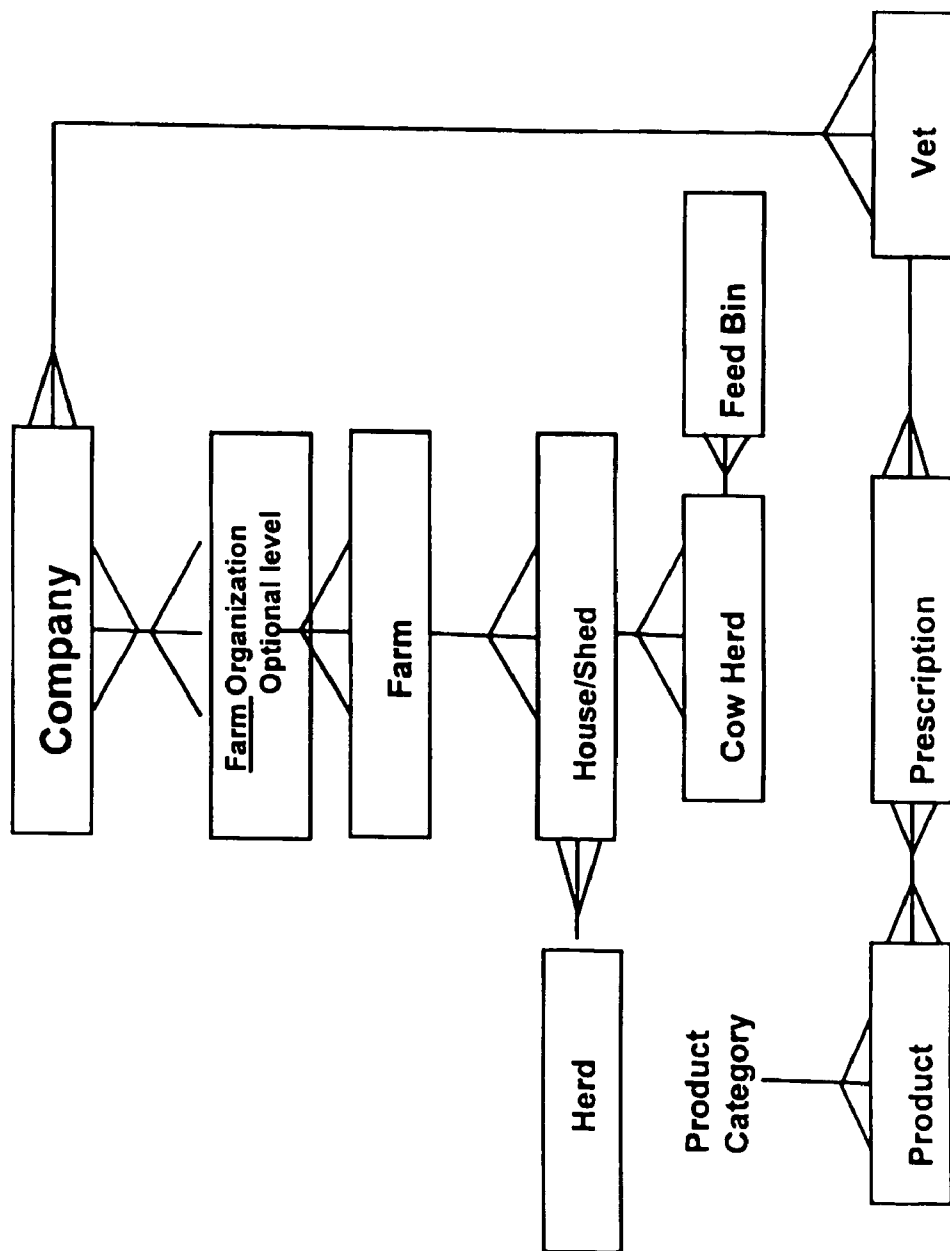 Company
Farm Organization
Optional level
Farm
Herd
House/Shed
Product
Category
Cow Herd
Feed Bin
Product
Prescription
Vet